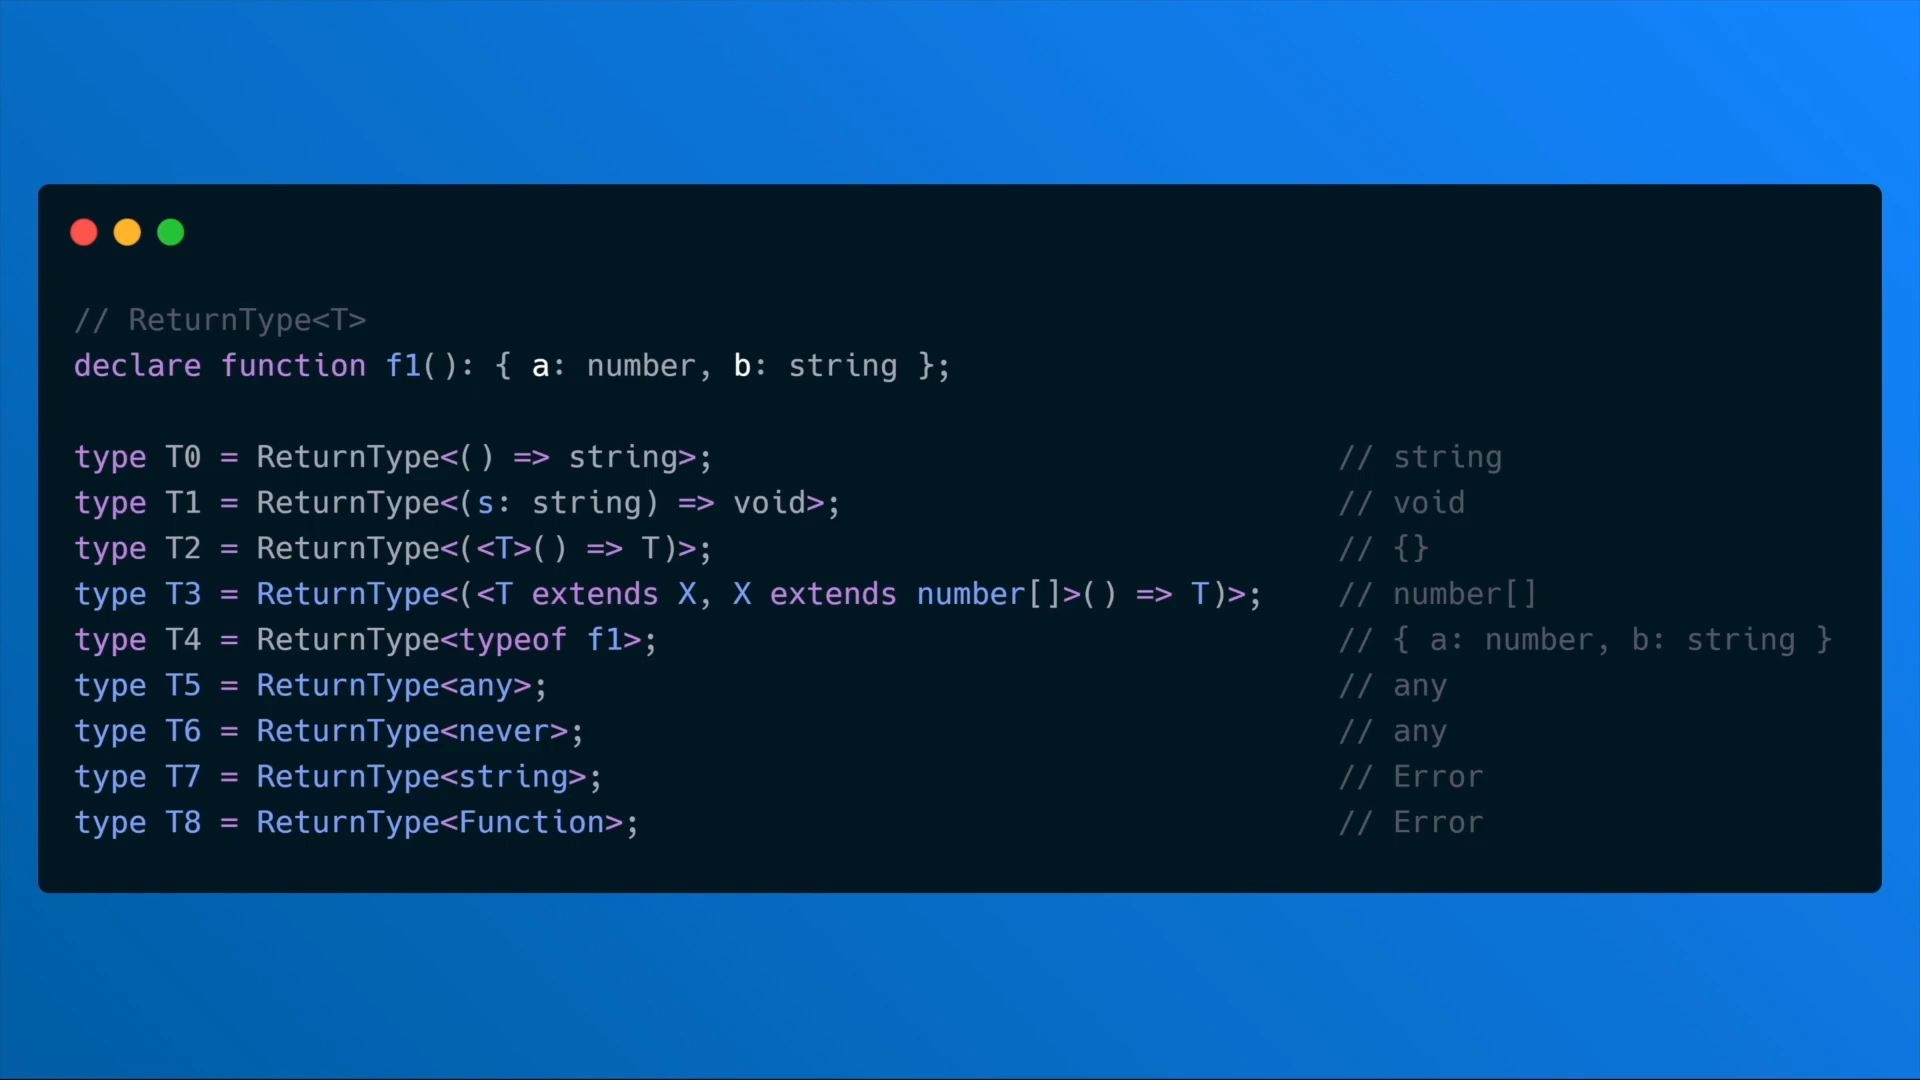 // ReturnType<T>
declare function f1(): { a: number, b: string };
type T0 = ReturnType<() => string>; // string
type T1 = ReturnType<(s: string) => void>; // void
type T2 = ReturnType<(<T>() => T)>; // {}
type T3 = ReturnType<(<T extends X, X extends number[]>() => T)>; // number[]
type T4 = ReturnType<typeof f1>; // { a: number, b: string }
type T5 = ReturnType<any>; // any
type T6 = ReturnType<never>; // any
type T7 = ReturnType<string>; // Error
type T8 = ReturnType<Function>; // Error